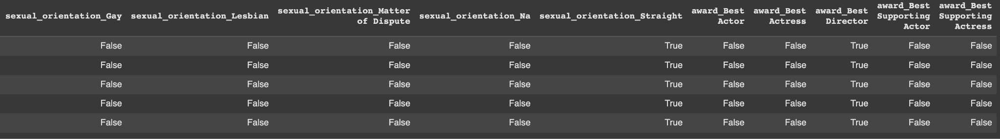 sexual_orientation_Gay sexual_orientation_Lesbian sexual_orientation_Matter of Dispute sexual_orientation_Na sexual_orientation_Straight award_Best Actor award_Best Actress award_Best Director award_Best Supporting Actor award_Best Supporting Actress
False False False False True False False True False False
False False False False True False False True False False
False False False False True False False True False False
False False False False True False False True False False
False False False False True False False True False False